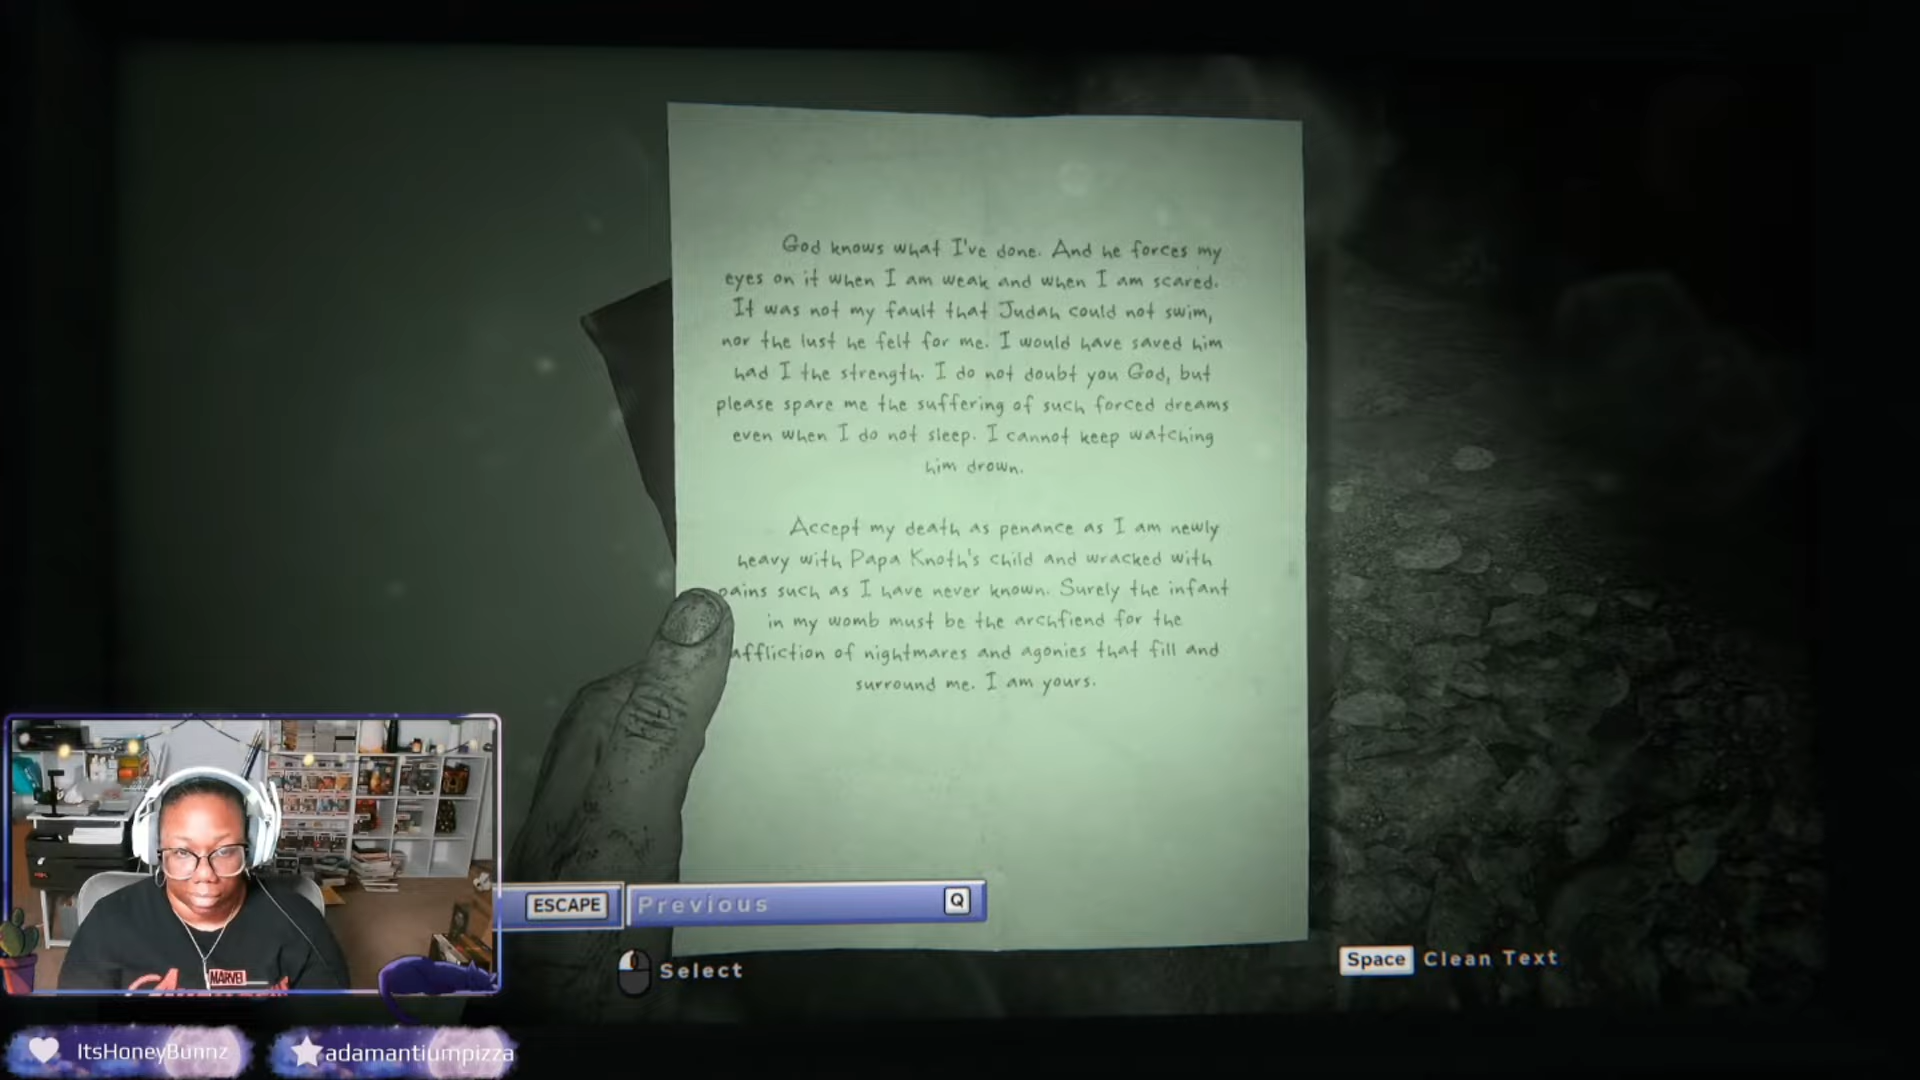 God knows what I've done. And he forces my
eyes on it when I am weak and when I am scared.
It was not my fault that Judah could not swim,
nor the lust he felt for me. I would have saved him
had I the strength. I do not doubt you God, but
please spare me the suffering of such forced dreams
even when I do not sleep. I cannot keep watching
him drown.
Accept my death as penance as I am newly
heavy with Papa Knoth's child and wracked with
pains such as I have never known. Surely the infant
in my womb must be the archfiend for the
affliction of nightmares and agonies that fill and
surround me. I am yours.
ESCAPE
Previous
Q
Select
Space Clean Text
MARVEL
ItsHoneyBunnz
adamantiumpizza